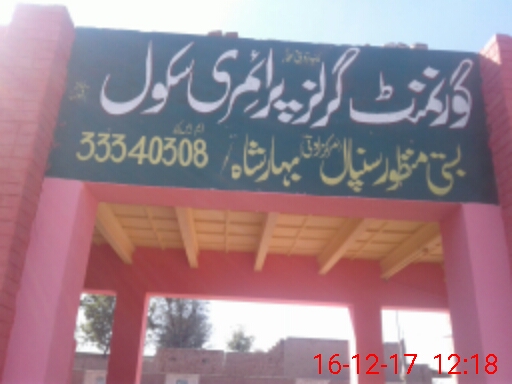 گورنمنٹ گرلز پرائمری سکول
بستی منظور سنپال بہار شاہ
33340308
16-12-17 12:18